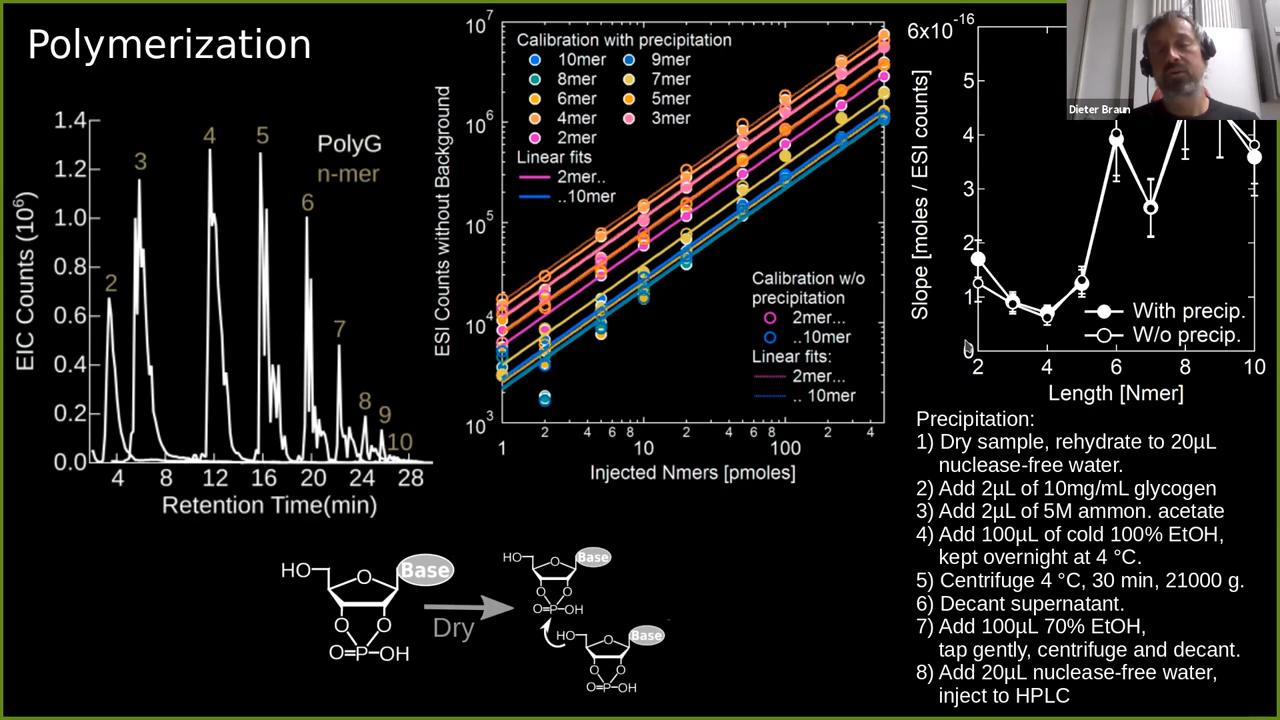 Polymerization
PolyG
n-mer
EIC Counts (10⁶)
1.4
1.2
1.0
0.8
0.6
0.4
0.2
0.0
2
3
4
5
6
7
8
9
10
4
8
12
16
20
24
28
Retention Time(min)
ESI Counts without Background
10⁷
10⁶
10⁵
10⁴
10³
Calibration with precipitation
10mer 9mer
8mer 7mer
6mer 5mer
4mer 3mer
2mer
Linear fits
2mer..
..10mer
Calibration w/o
precipitation
2mer...
..10mer
Linear fits:
2mer...
.. 10mer
1 2 4 6 8 10 2 4 6 8 100 2 4
Injected Nmers [pmoles]
Slope [moles / ESI counts]
6x10⁻¹⁶
5
4
3
2
1
0
With precip.
W/o precip.
2 4 6 8 10
Length [Nmer]
Dieter Braun
Precipitation:
1) Dry sample, rehydrate to 20µL
nuclease-free water.
2) Add 2µL of 10mg/mL glycogen
3) Add 2µL of 5M ammon. acetate
4) Add 100µL of cold 100% EtOH,
kept overnight at 4 °C.
5) Centrifuge 4 °C, 30 min, 21000 g.
6) Decant supernatant.
7) Add 100µL 70% EtOH,
tap gently, centrifuge and decant.
8) Add 20µL nuclease-free water,
inject to HPLC
HO
Base
O
O O
O=P-OH
Dry
HO
Base
O
O O
O=P-OH
HO
Base
O
O O
O=P-OH